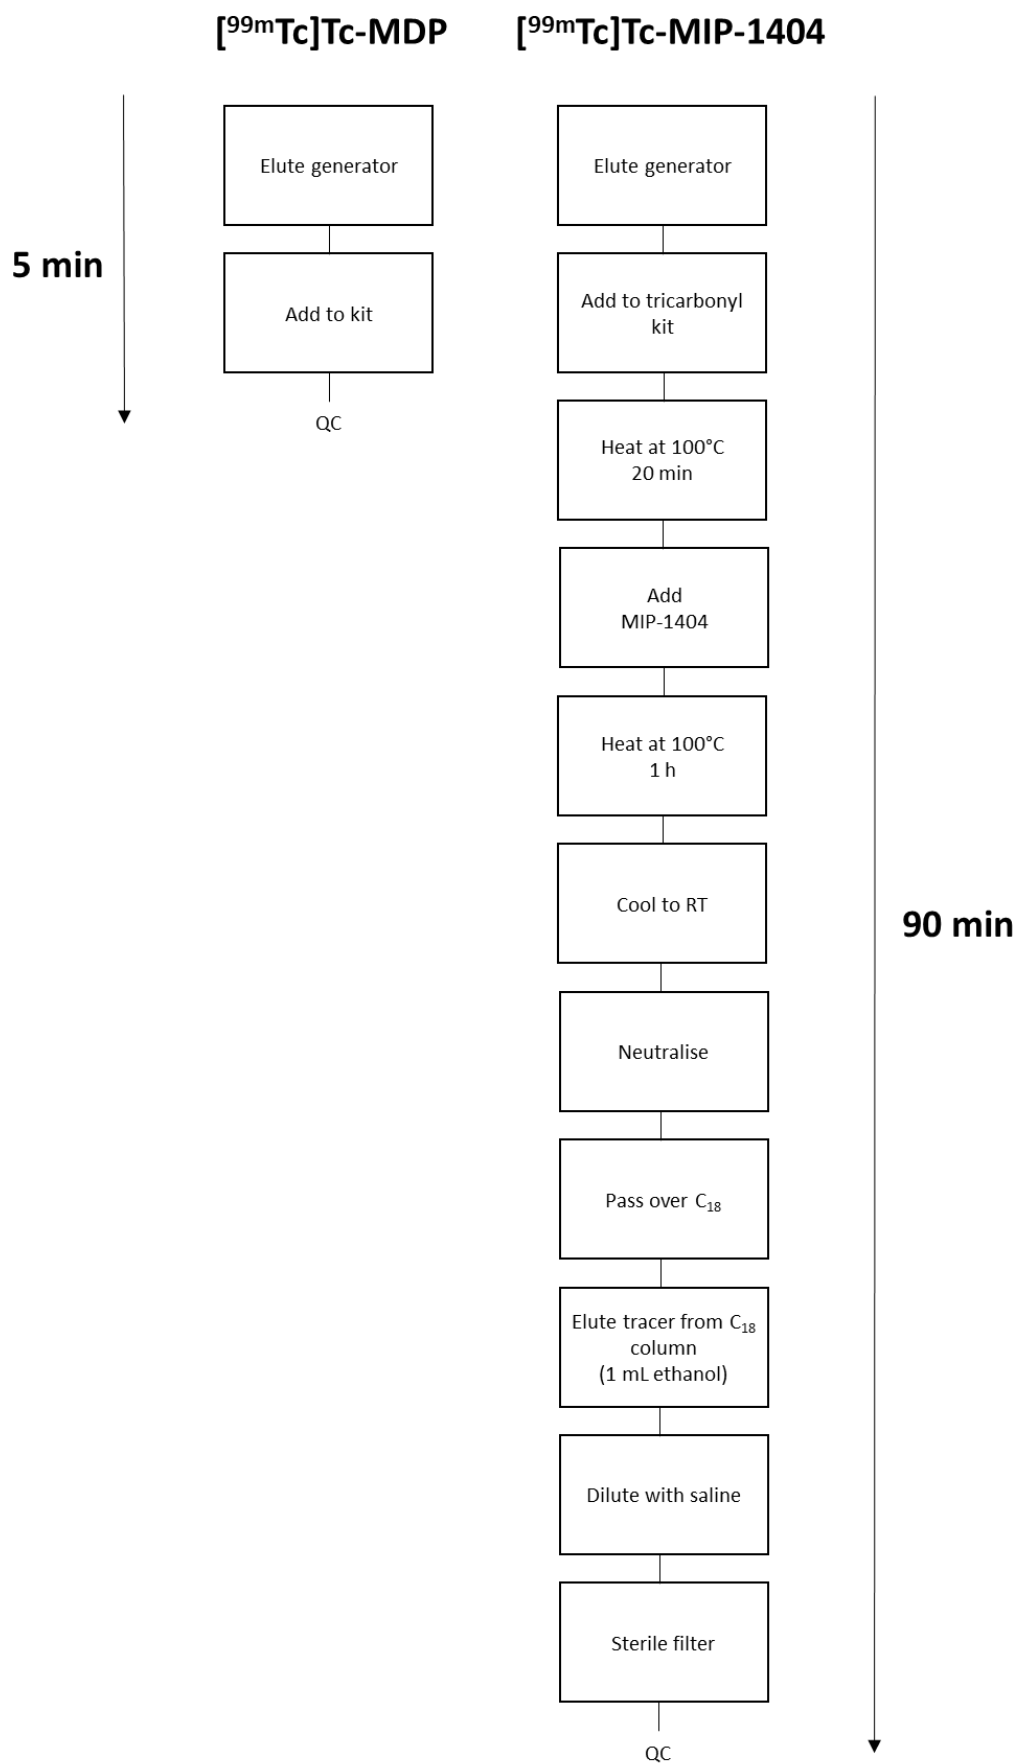 [⁹⁹ᵐTc]Tc-MDP
[⁹⁹ᵐTc]Tc-MIP-1404
5 min
Elute generator
Add to kit
QC
Elute generator
Add to tricarbonyl
kit
Heat at 100°C
20 min
Add
MIP-1404
Heat at 100°C
1 h
Cool to RT
Neutralise
Pass over C₁₈
Elute tracer from C₁₈
column
(1 mL ethanol)
Dilute with saline
Sterile filter
QC
90 min